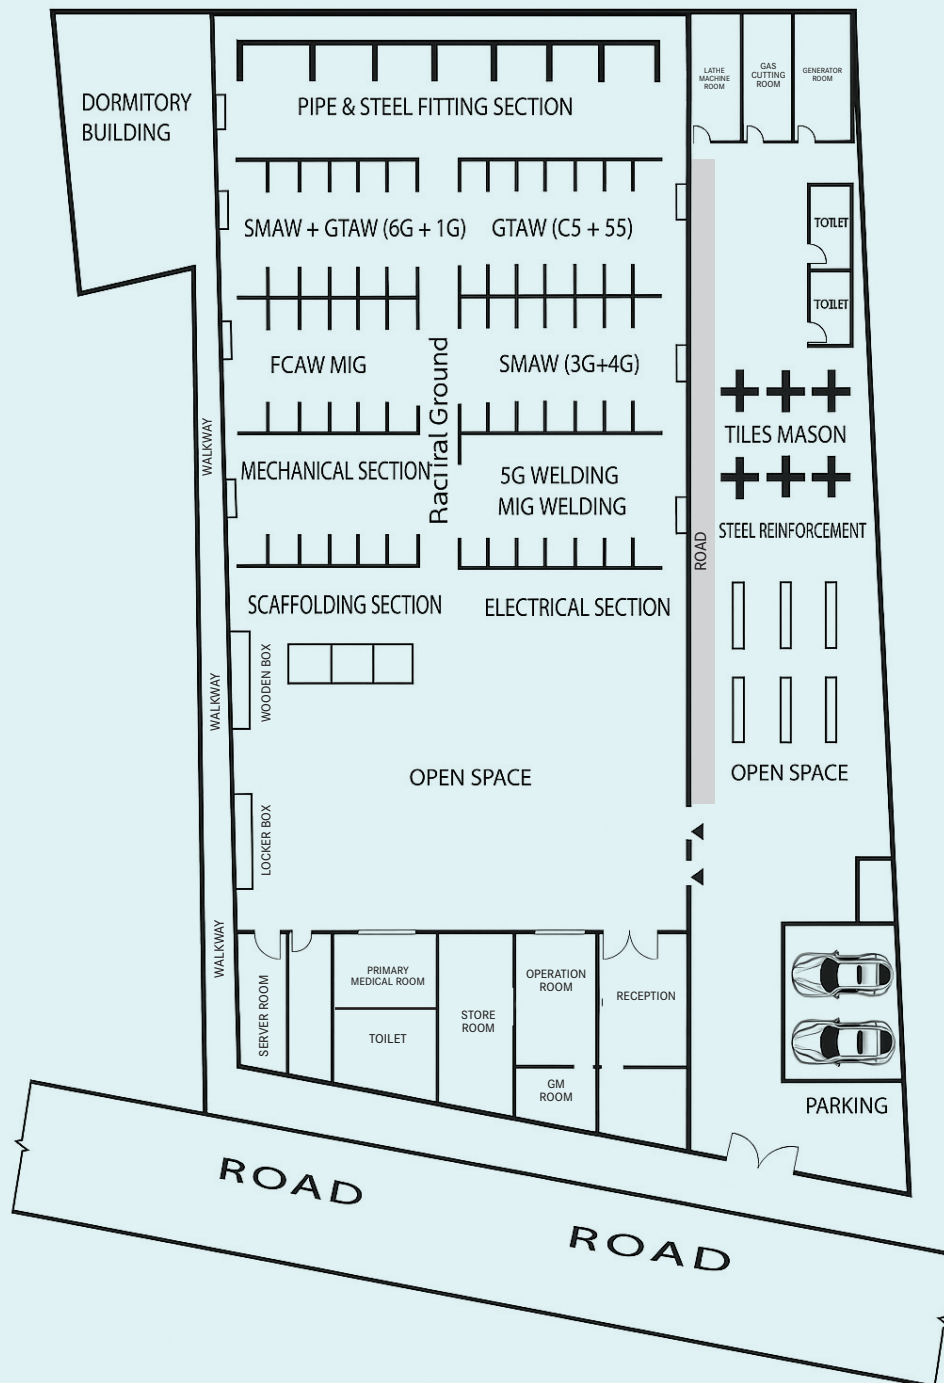 DORMITORY
BUILDING
PIPE & STEEL FITTING SECTION
LATHE
MACHINE
ROOM
GAS
CUTTING
ROOM
GENERATOR
ROOM
SMAW + GTAW (6G + 1G)
GTAW (C5 + 55)
TOILET
TOILET
FCAW MIG
SMAW (3G+4G)
Raciiral Ground
TILES MASON
WALKWAY
MECHANICAL SECTION
5G WELDING
MIG WELDING
STEEL REINFORCEMENT
ROAD
SCAFFOLDING SECTION
ELECTRICAL SECTION
WALKWAY
WOODEN BOX
OPEN SPACE
OPEN SPACE
LOCKER BOX
WALKWAY
SERVER ROOM
PRIMARY
MEDICAL ROOM
TOILET
STORE
ROOM
OPERATION
ROOM
GM
ROOM
RECEPTION
PARKING
ROAD
ROAD